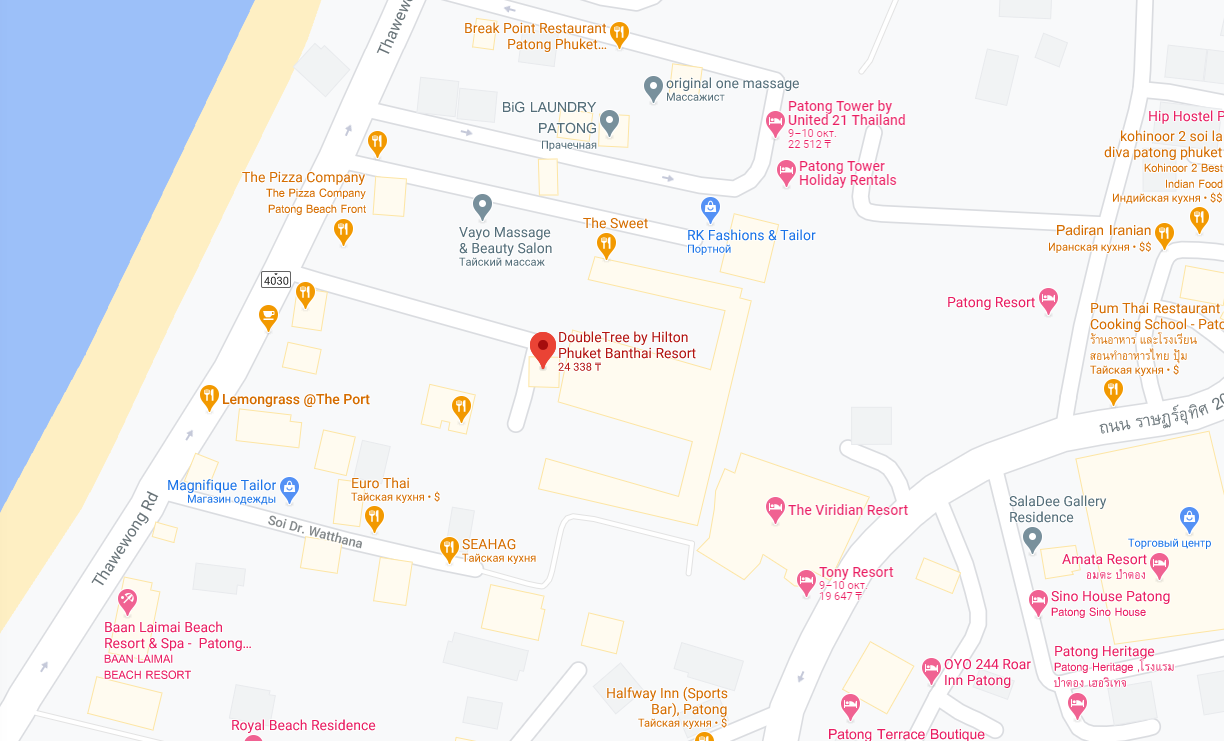 Thawewong
Break Point Restaurant
Patong Phuket...
original one massage
Массажист
BiG LAUNDRY
PATONG
Прачечная
Patong Tower by
United 21 Thailand
9–10 окт.
22 512 ₸
Hip Hostel P
kohinoor 2 soi la
diva patong phuket
Kohinoor 2 Best
Indian Food
Индийская кухня • $$
Patong Tower
Holiday Rentals
The Pizza Company
The Pizza Company
Patong Beach Front
Vayo Massage
& Beauty Salon
Тайский массаж
The Sweet
RK Fashions & Tailor
Портной
Padiran Iranian
Иранская кухня • $$
4030
Patong Resort
Pum Thai Restaurant
Cooking School - Pato
ร้านอาหาร และโรงเรียน
สอนทำอาหารไทย ปุ้ม
Тайская кухня • $
DoubleTree by Hilton
Phuket Banthai Resort
24 338 ₸
Lemongrass @The Port
ถนน ราษฎร์อุทิศ 20
Magnifique Tailor
Магазин одежды
Euro Thai
Тайская кухня • $
Soi Dr. Watthana
SEAHAG
Тайская кухня
The Viridian Resort
SalaDee Gallery
Residence
Торговый центр
Thawewong Rd
Tony Resort
9–10 окт.
19 647 ₸
Amata Resort
อมตะ ป่าตอง
Sino House Patong
Patong Sino House
Baan Laimai Beach
Resort & Spa - Patong...
BAAN LAIMAI
BEACH RESORT
Patong Heritage
Patong Heritage ,โรงแรม
ป่าตอง เฮอริเทจ
OYO 244 Roar
Inn Patong
Halfway Inn (Sports
Bar), Patong
Тайская кухня • $
Royal Beach Residence
Patong Terrace Boutique